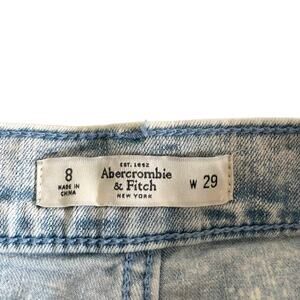 8
MADE IN
CHINA
EST. 1892
Abercrombie
& Fitch
NEW YORK
W 29